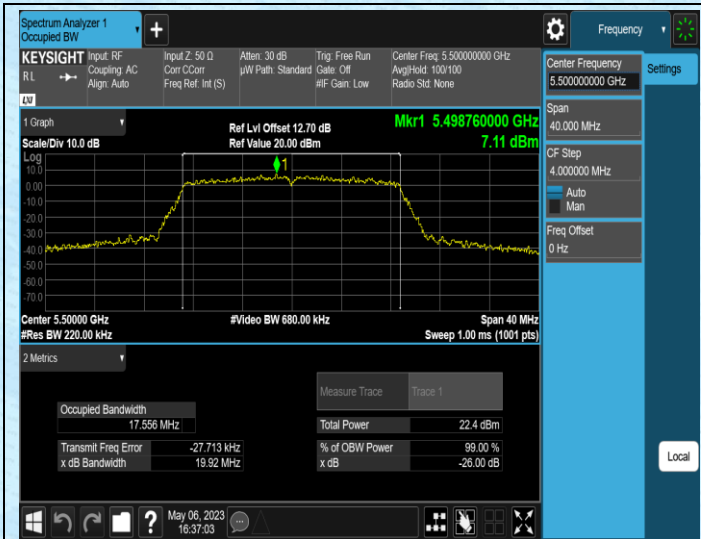 Spectrum Analyzer 1
Occupied BW
Frequency
KEYSIGHT
RL
Input: RF
Coupling: AC
Align: Auto
Input Z: 50 Ω
Corr CCorr
Freq Ref: Int (S)
Atten: 30 dB
µW Path: Standard
Trig: Free Run
Gate: Off
#IF Gain: Low
Center Freq: 5.500000000 GHz
Avg|Hold: 100/100
Radio Std: None
1 Graph
Scale/Div 10.0 dB
Ref Lvl Offset 12.70 dB
Ref Value 20.00 dBm
Mkr1 5.498760000 GHz
7.11 dBm
Log
10.0
0.00
-10.0
-20.0
-30.0
-40.0
-50.0
-60.0
-70.0
1
Center 5.50000 GHz
#Res BW 220.00 kHz
#Video BW 680.00 kHz
Span 40 MHz
Sweep 1.00 ms (1001 pts)
2 Metrics
Measure Trace Trace 1
Occupied Bandwidth
17.556 MHz
Total Power 22.4 dBm
Transmit Freq Error -27.713 kHz
% of OBW Power 99.00 %
x dB Bandwidth 19.92 MHz
x dB -26.00 dB
Center Frequency
5.500000000 GHz
Settings
Span
40.000 MHz
CF Step
4.000000 MHz
Auto
Man
Freq Offset
0 Hz
Local
?
May 06, 2023
16:37:03